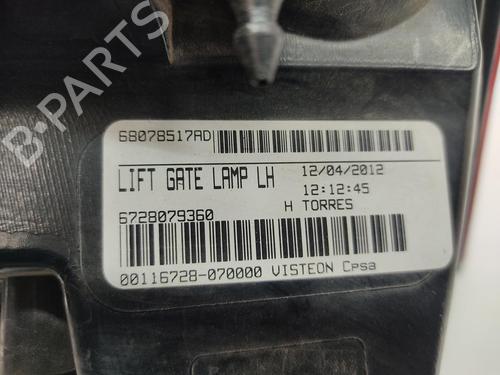 68078517AD
LIFT GATE LAMP LH 12/04/2012
12:12:45
6728079360 H TORRES
00116728-070000 VISTEON Cpsa
B-PARTS